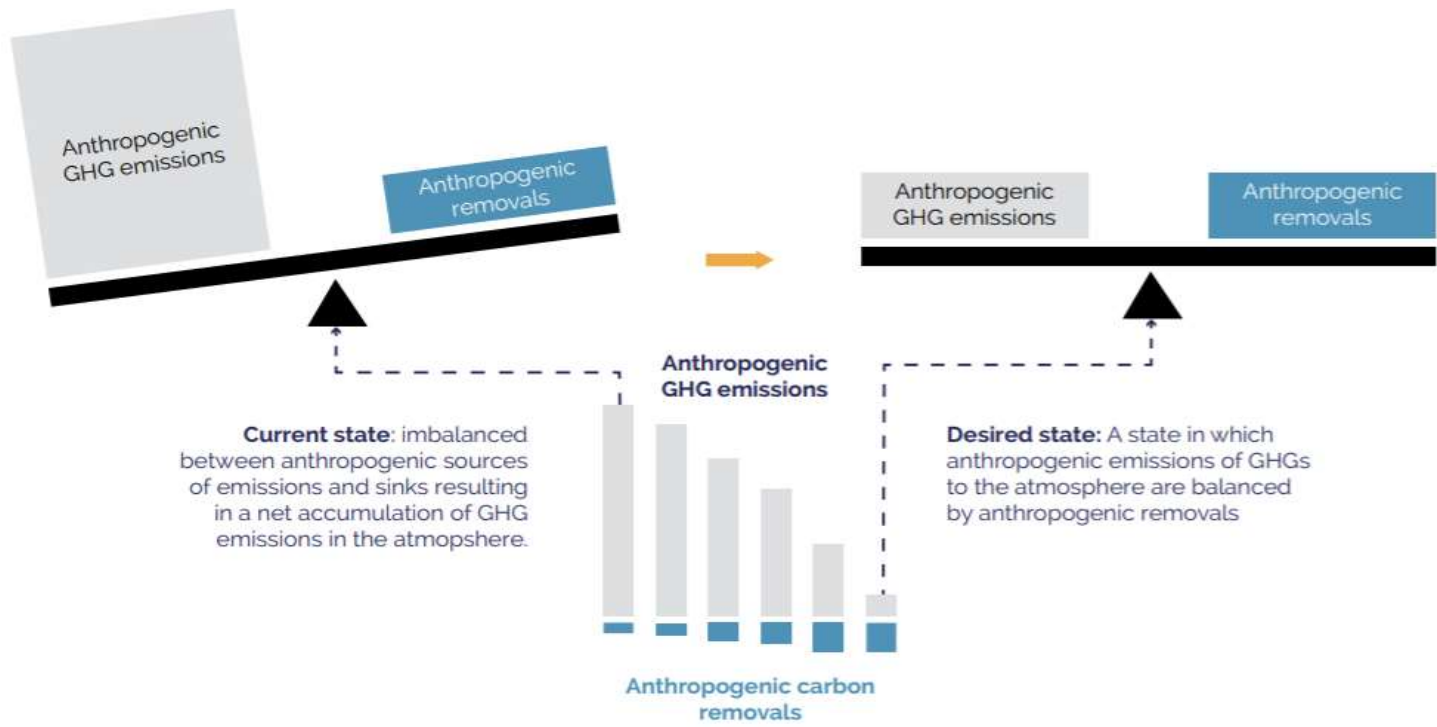 Anthropogenic
GHG emissions
Anthropogenic
removals
Anthropogenic
GHG emissions
Anthropogenic
removals
Anthropogenic
GHG emissions
Current state: imbalanced
between anthropogenic sources
of emissions and sinks resulting
in a net accumulation of GHG
emissions in the atmopshere.
Desired state: A state in which
anthropogenic emissions of GHGs
to the atmosphere are balanced
by anthropogenic removals
Anthropogenic carbon
removals